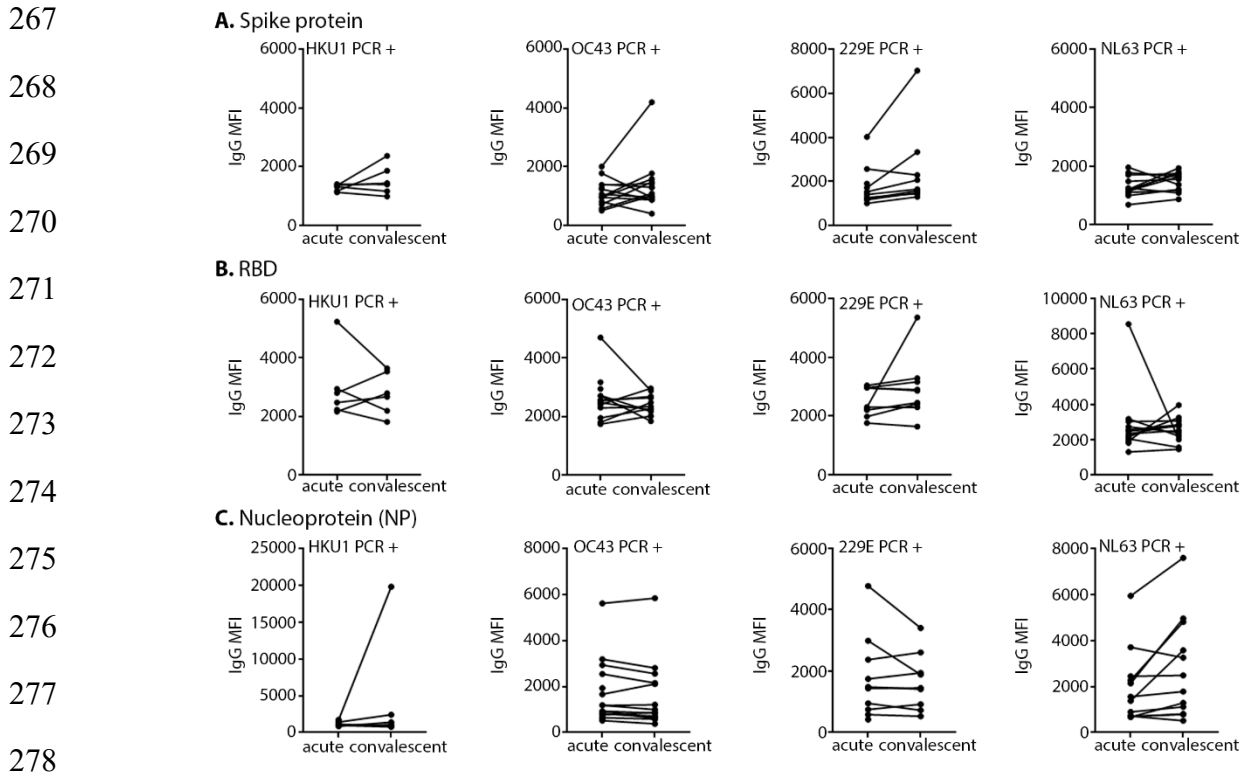 267
A. Spike protein
HKU1 PCR + OC43 PCR + 229E PCR + NL63 PCR +
6000 6000 8000 6000
268
6000
4000 4000 4000
IgG MFI IgG MFI IgG MFI IgG MFI
4000
269
2000 2000 2000
2000
270
0 0 0 0
acute convalescent acute convalescent acute convalescent acute convalescent
271
B. RBD
HKU1 PCR + OC43 PCR + 229E PCR + NL63 PCR +
6000 6000 6000 10000
8000
272
4000 4000 4000
6000
IgG MFI IgG MFI IgG MFI IgG MFI
4000
273
2000 2000 2000
2000
0 0 0 0
274
acute convalescent acute convalescent acute convalescent acute convalescent
C. Nucleoprotein (NP)
275
HKU1 PCR + OC43 PCR + 229E PCR + NL63 PCR +
25000 8000 6000 8000
20000
276
6000 4000 6000
15000
IgG MFI IgG MFI IgG MFI IgG MFI
4000 4000
10000
277
2000 2000 2000
5000
0 0 0 0
278
acute convalescent acute convalescent acute convalescent acute convalescent